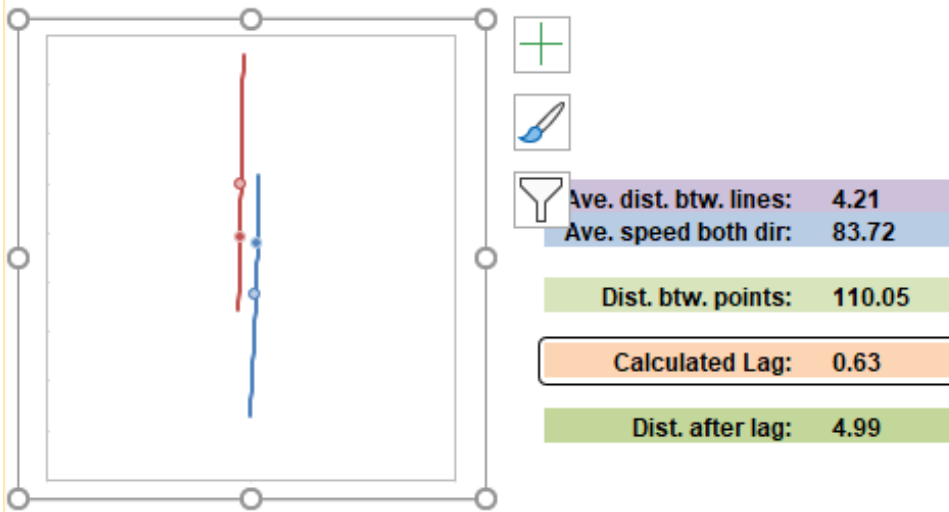 Ave. dist. btw. lines: 4.21
Ave. speed both dir: 83.72
Dist. btw. points: 110.05
Calculated Lag: 0.63
Dist. after lag: 4.99